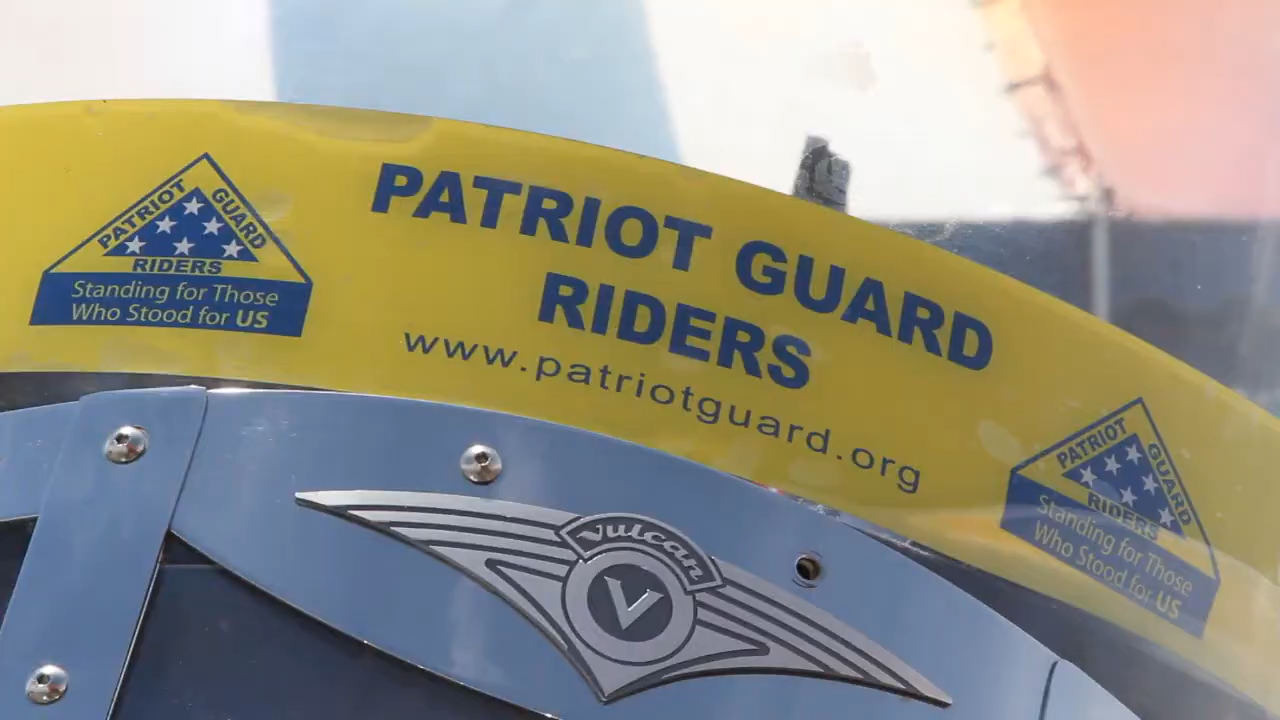 PATRIOT GUARD
RIDERS
Standing for Those
Who Stood for US
PATRIOT GUARD
RIDERS
www.patriotguard.org
PATRIOT GUARD
RIDERS
Standing for Those
Who Stood for US
Vulcan
V